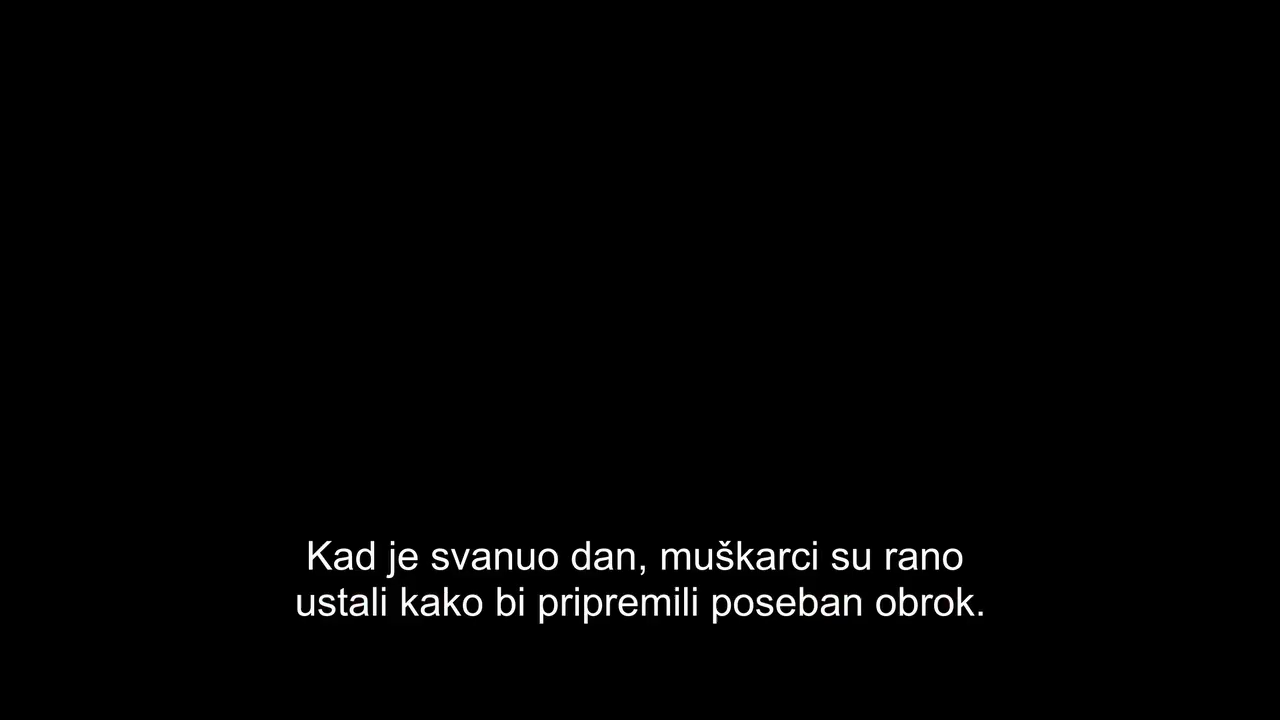 Kad je svanuo dan, muškarci su rano
ustali kako bi pripremili poseban obrok.